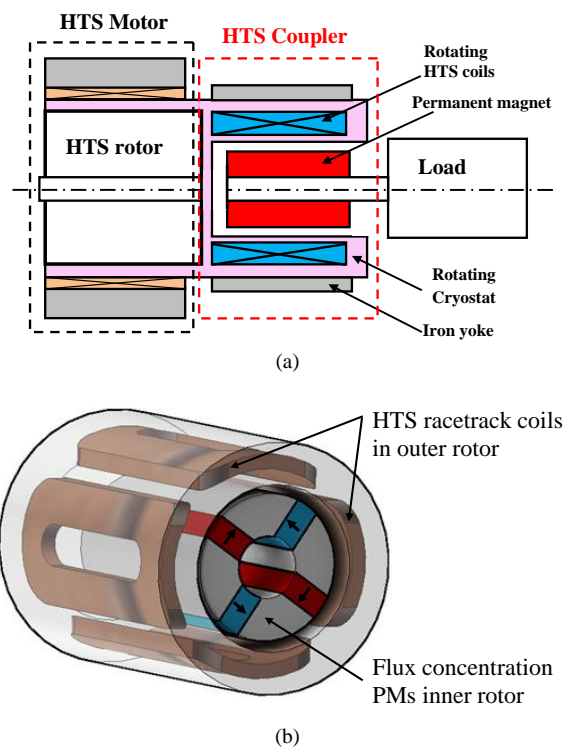 HTS Motor
HTS Coupler
Rotating
HTS coils
Permanent magnet
HTS rotor
Load
Rotating
Cryostat
Iron yoke
(a)
HTS racetrack coils
in outer rotor
Flux concentration
PMs inner rotor
(b)